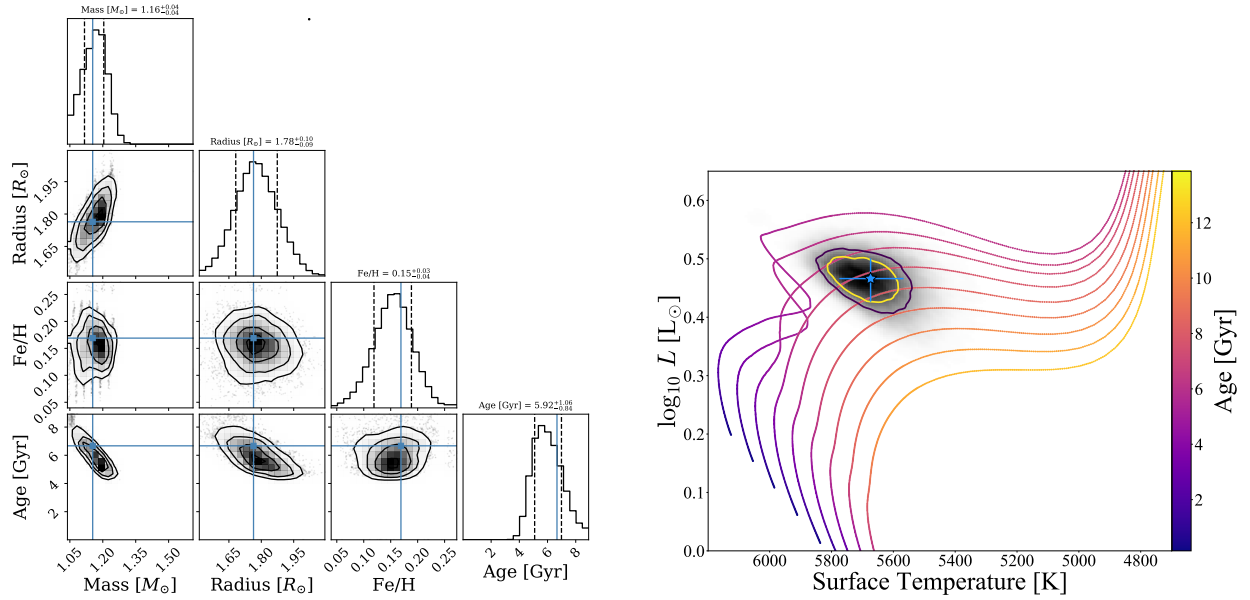 Mass [M⊙] = 1.16+0.04−0.04
Radius [R⊙] = 1.78+0.10−0.09
Radius [R⊙]
1.95
1.80
1.65
Fe/H = 0.15+0.03−0.04
Fe/H
0.25
0.20
0.15
0.10
0.05
Age [Gyr] = 5.92+1.06−0.84
Age [Gyr]
8
6
4
2
1.05 1.20 1.35 1.50
Mass [M⊙]
1.65 1.80 1.95
Radius [R⊙]
0.05 0.10 0.15 0.20 0.25
Fe/H
2 4 6 8
Age [Gyr]
log10 L [L⊙]
0.6
0.5
0.4
0.3
0.2
0.1
0.0
6000 5800 5600 5400 5200 5000 4800
Surface Temperature [K]
12
10
8
6
4
2
Age [Gyr]